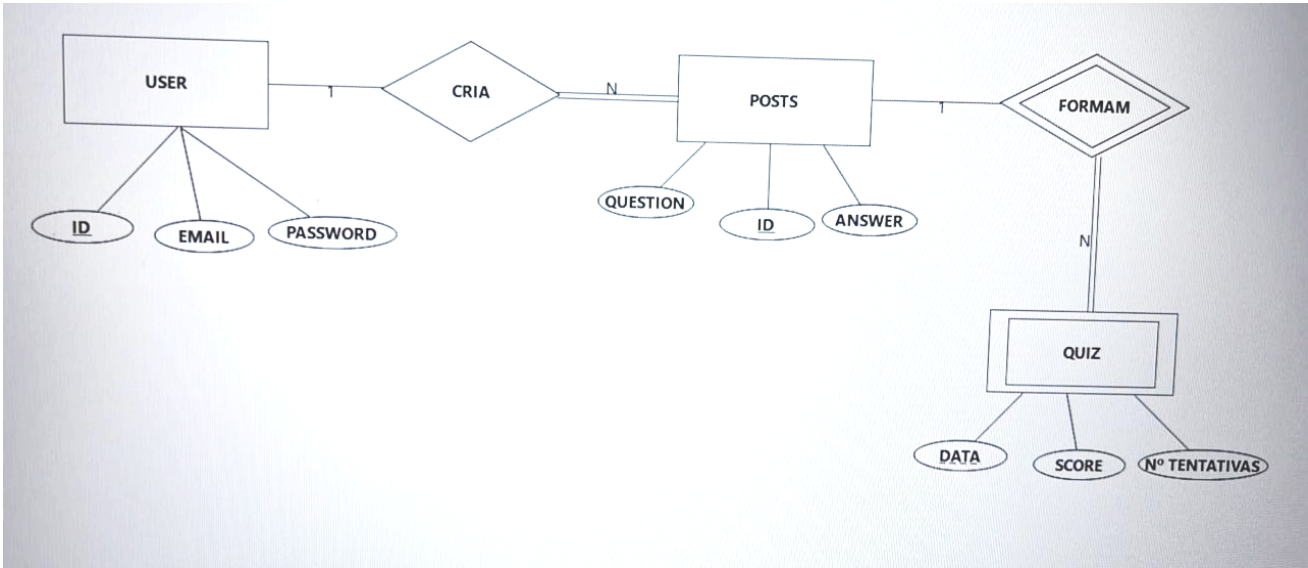 USER
1
CRIA
N
POSTS
1
FORMAM
ID
EMAIL
PASSWORD
QUESTION
ID
ANSWER
N
QUIZ
DATA
SCORE
Nº TENTATIVAS